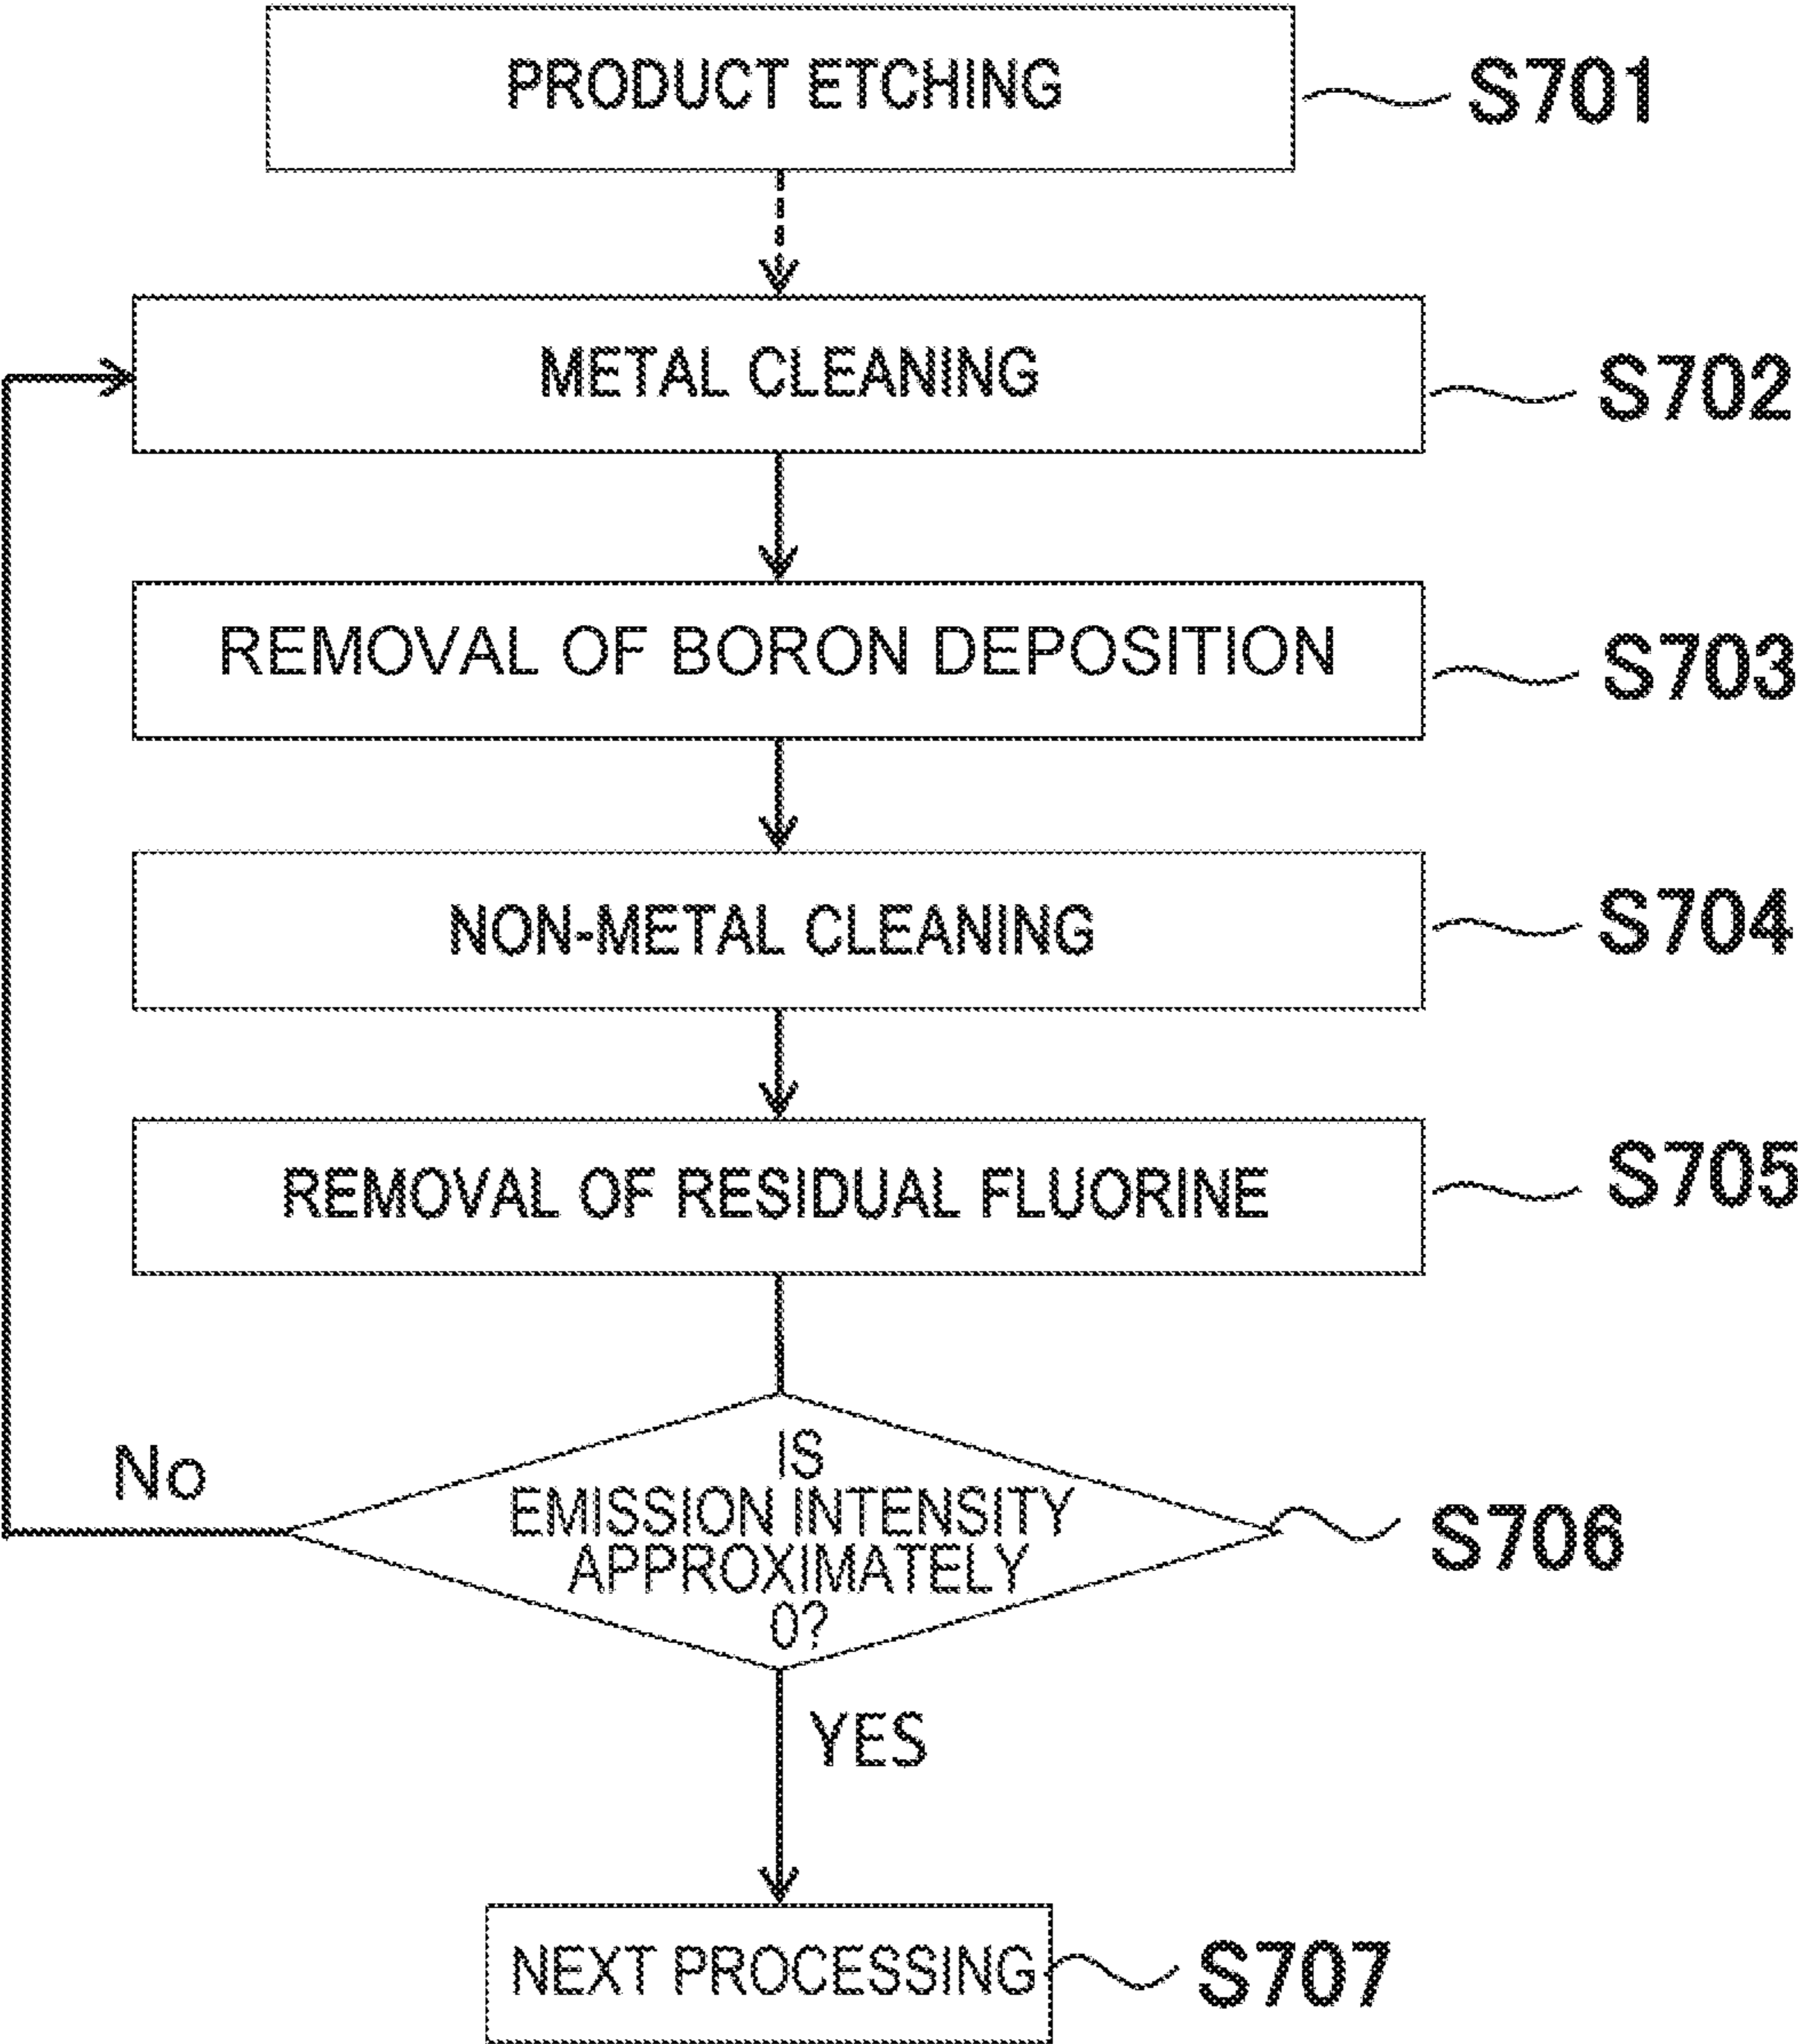 PRODUCT ETCHING
S701
METAL CLEANING
S702
REMOVAL OF BORON DEPOSITION
S703
NON-METAL CLEANING
S704
REMOVAL OF RESIDUAL FLUORINE
S705
No
IS
EMISSION INTENSITY
APPROXIMATELY
0?
S706
YES
NEXT PROCESSING
S707